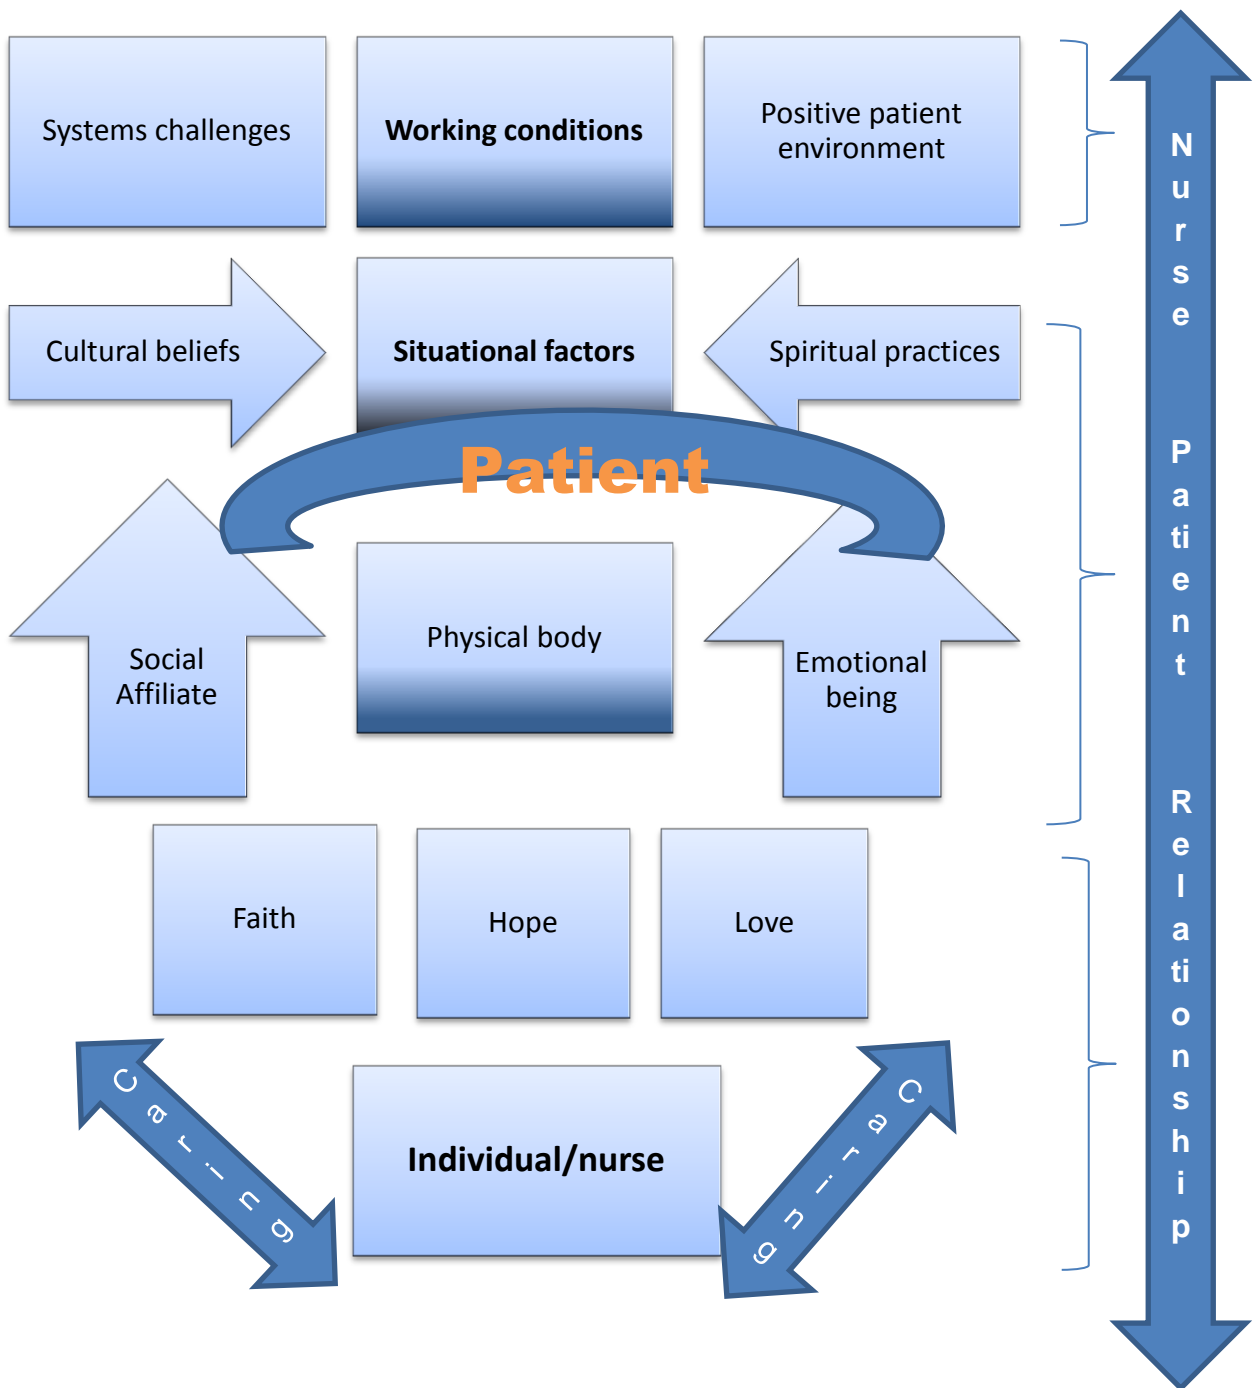 Systems challenges
Working conditions
Positive patient
environment
Cultural beliefs
Situational factors
Spiritual practices
Patient
Social
Affiliate
Physical body
Emotional
being
Faith
Hope
Love
Caring
Individual/nurse
Caring
Nurse Patient Relationship